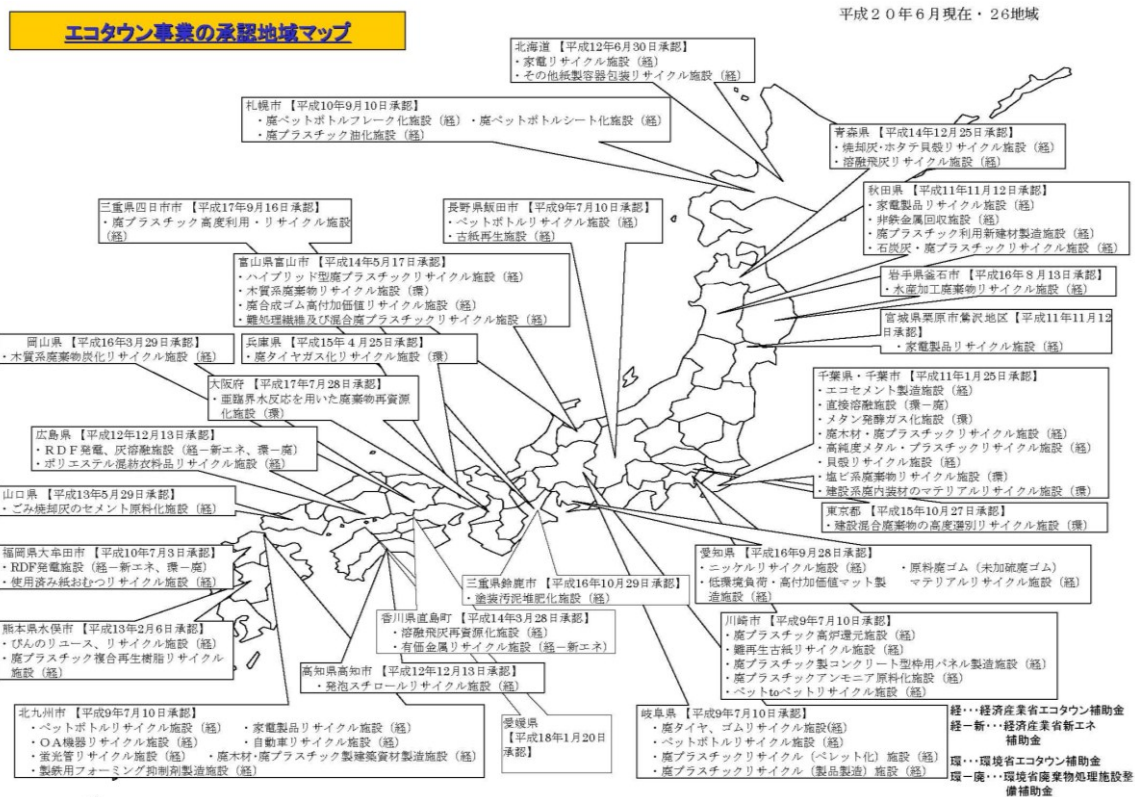 エコタウン事業の承認地域マップ
平成20年6月現在・26地域
北海道【平成12年6月30日承認】
・家電リサイクル施設(経)
・その他紙製容器包装リサイクル施設(経)
札幌市【平成10年9月10日承認】
・廃ペットボトルフレーク化施設(経)・廃ペットボトルシート化施設(経)
・廃プラスチック油化施設(経)
青森県【平成14年12月25日承認】
・焼却灰・ホタテ貝殻リサイクル施設(経)
・溶融飛灰リサイクル施設(経)
秋田県【平成11年11月12日承認】
・家電製品リサイクル施設(経)
・非鉄金属回収施設(経)
・廃プラスチック利用新建材製造施設(経)
・石炭灰・廃プラスチックリサイクル施設(経)
岩手県釜石市【平成16年8月13日承認】
・水産加工廃棄物リサイクル施設(経)
宮城県栗原市鶯沢地区【平成11年11月12
日承認】
・家電製品リサイクル施設(経)
三重県四日市市【平成17年9月16日承認】
・廃プラスチック高度利用・リサイクル施設
(経)
長野県飯田市【平成9年7月10日承認】
・ペットボトルリサイクル施設(経)
・古紙再生施設(経)
富山県富山市【平成14年5月17日承認】
・ハイブリッド型廃プラスチックリサイクル施設(経)
・木質系廃棄物リサイクル施設(環)
・廃合成ゴム高付加価値リサイクル施設(経)
・難処理繊維及び混合廃プラスチックリサイクル施設(経)
岡山県【平成16年3月29日承認】
・木質系廃棄物炭化リサイクル施設(経)
兵庫県【平成15年4月25日承認】
・廃タイヤガス化リサイクル施設(環)
大阪府【平成17年7月28日承認】
・亜臨界水反応を用いた廃棄物再資源
化施設(環)
千葉県・千葉市【平成11年1月25日承認】
・エコセメント製造施設(経)
・直接溶融施設(環-廃)
・メタン発酵ガス化施設(環)
・廃木材・廃プラスチックリサイクル施設(経)
・高純度メタル・プラスチックリサイクル施設(経)
・貝殻リサイクル施設(経)
・塩ビ系廃棄物リサイクル施設(環)
・建設系廃内装材のマテリアルリサイクル施設(環)
東京都【平成15年10月27日承認】
・建設混合廃棄物の高度選別リサイクル施設(環)
広島県【平成12年12月13日承認】
・RDF発電、灰溶融施設(経-新エネ、環-廃)
・ポリエステル混紡衣料品リサイクル施設(経)
山口県【平成13年5月29日承認】
・ごみ焼却灰のセメント原料化施設(経)
福岡県大牟田市【平成10年7月3日承認】
・RDF発電施設(経-新エネ、環-廃)
・使用済み紙おむつリサイクル施設(経)
三重県鈴鹿市【平成16年10月29日承認】
・塗装汚泥堆肥化施設(経)
愛知県【平成16年9月28日承認】
・ニッケルリサイクル施設(経)　・原料廃ゴム(未加硫廃ゴム)
・低環境負荷・高付加価値マット製　マテリアルリサイクル施設(経)
造施設(経)
香川県直島町【平成14年3月28日承認】
・溶融飛灰再資源化施設(経)
・有価金属リサイクル施設(経-新エネ)
川崎市【平成9年7月10日承認】
・廃プラスチック高炉還元施設(経)
・難再生古紙リサイクル施設(経)
・廃プラスチック製コンクリート型枠用パネル製造施設(経)
・廃プラスチックアンモニア原料化施設(経)
・ペットtoペットリサイクル施設(経)
熊本県水俣市【平成13年2月6日承認】
・びんのリユース、リサイクル施設(経)
・廃プラスチック複合再生樹脂リサイクル
施設(経)
高知県高知市【平成12年12月13日承認】
・発泡スチロールリサイクル施設(経)
北九州市【平成9年7月10日承認】
・ペットボトルリサイクル施設(経)　・家電製品リサイクル施設(経)
・OA機器リサイクル施設(経)　・自動車リサイクル施設(経)
・蛍光管リサイクル施設(経)　・廃木材・廃プラスチック製建築資材製造施設(経)
・製鉄用フォーミング抑制剤製造施設(経)
愛媛県
【平成18年1月20日
承認】
岐阜県【平成9年7月10日承認】
・廃タイヤ、ゴムリサイクル施設(経)
・ペットボトルリサイクル施設(経)
・廃プラスチックリサイクル(ペレット化)施設(経)
・廃プラスチックリサイクル(製品製造)施設(経)
経・・・経済産業省エコタウン補助金
経-新・・・経済産業省新エネ
補助金
環・・・環境省エコタウン補助金
環-廃・・・環境省廃棄物処理施設整
備補助金